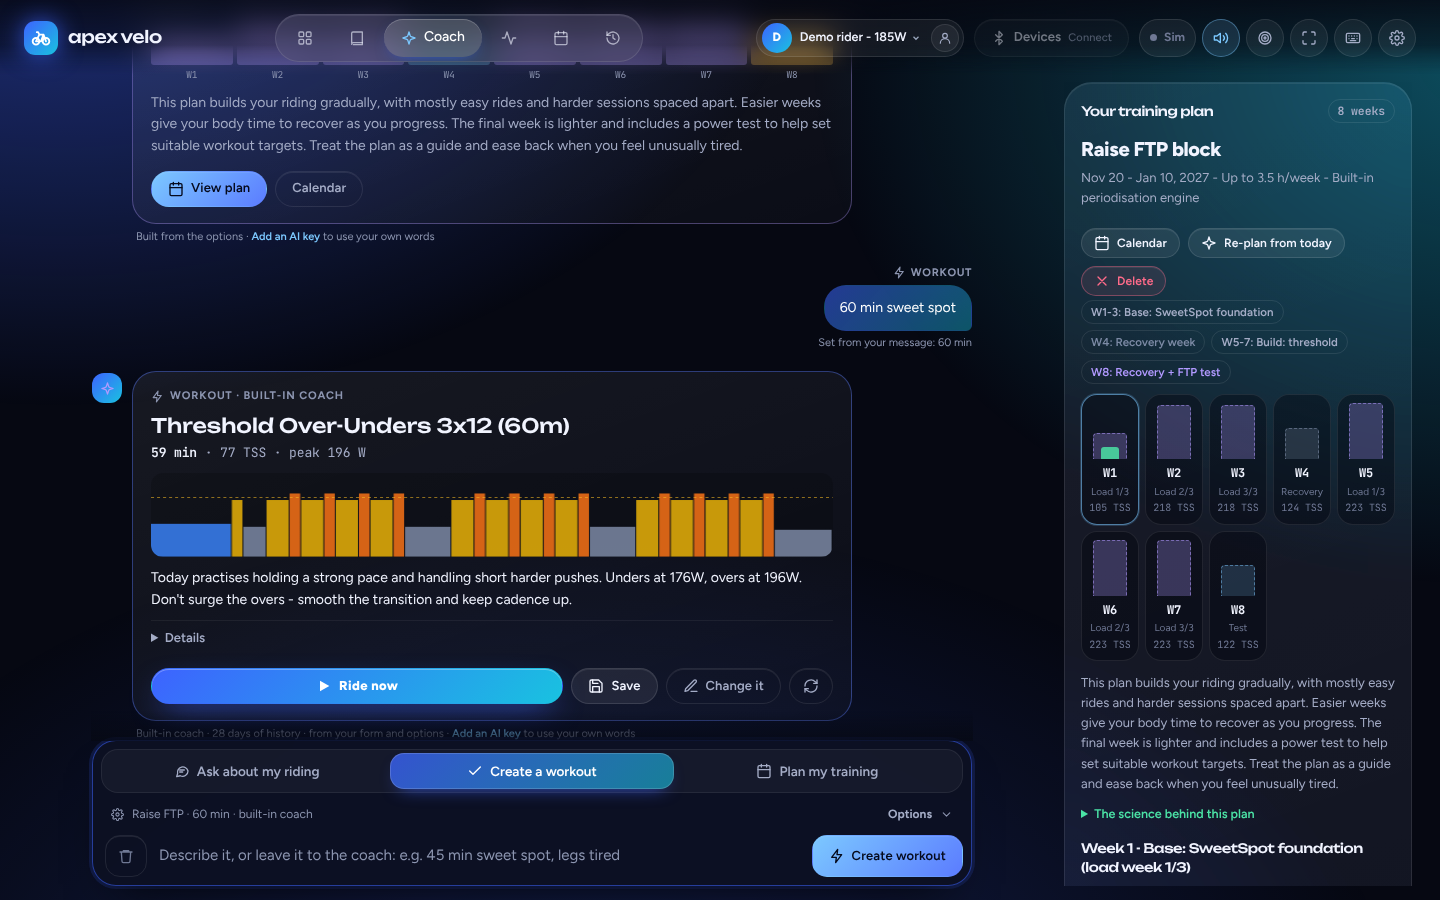 apex velo
Coach
D
Demo rider - 185W
Devices Connect
Sim
W1 W2 W3 W4 W5 W6 W7 W8
This plan builds your riding gradually, with mostly easy rides and harder sessions spaced apart. Easier weeks
give your body time to recover as you progress. The final week is lighter and includes a power test to help set
suitable workout targets. Treat the plan as a guide and ease back when you feel unusually tired.
View plan
Calendar
Built from the options · Add an AI key to use your own words
WORKOUT
60 min sweet spot
Set from your message: 60 min
WORKOUT · BUILT-IN COACH
Threshold Over-Unders 3x12 (60m)
59 min · 77 TSS · peak 196 W
Today practises holding a strong pace and handling short harder pushes. Unders at 176W, overs at 196W.
Don't surge the overs - smooth the transition and keep cadence up.
Details
Ride now
Save
Change it
Built-in coach · 28 days of history · from your form and options · Add an AI key to use your own words
Ask about my riding
Create a workout
Plan my training
Raise FTP · 60 min · built-in coach
Options
Describe it, or leave it to the coach: e.g. 45 min sweet spot, legs tired
Create workout
Your training plan
8 weeks
Raise FTP block
Nov 20 - Jan 10, 2027 - Up to 3.5 h/week - Built-in
periodisation engine
Calendar
Re-plan from today
Delete
W1-3: Base: SweetSpot foundation
W4: Recovery week
W5-7: Build: threshold
W8: Recovery + FTP test
W1 W2 W3 W4 W5
Load 1/3 Load 2/3 Load 3/3 Recovery Load 1/3
105 TSS 218 TSS 218 TSS 124 TSS 223 TSS
W6 W7 W8
Load 2/3 Load 3/3 Test
223 TSS 223 TSS 122 TSS
This plan builds your riding gradually, with mostly easy
rides and harder sessions spaced apart. Easier weeks
give your body time to recover as you progress. The
final week is lighter and includes a power test to help
set suitable workout targets. Treat the plan as a guide
and ease back when you feel unusually tired.
The science behind this plan
Week 1 - Base: SweetSpot foundation
(load week 1/3)